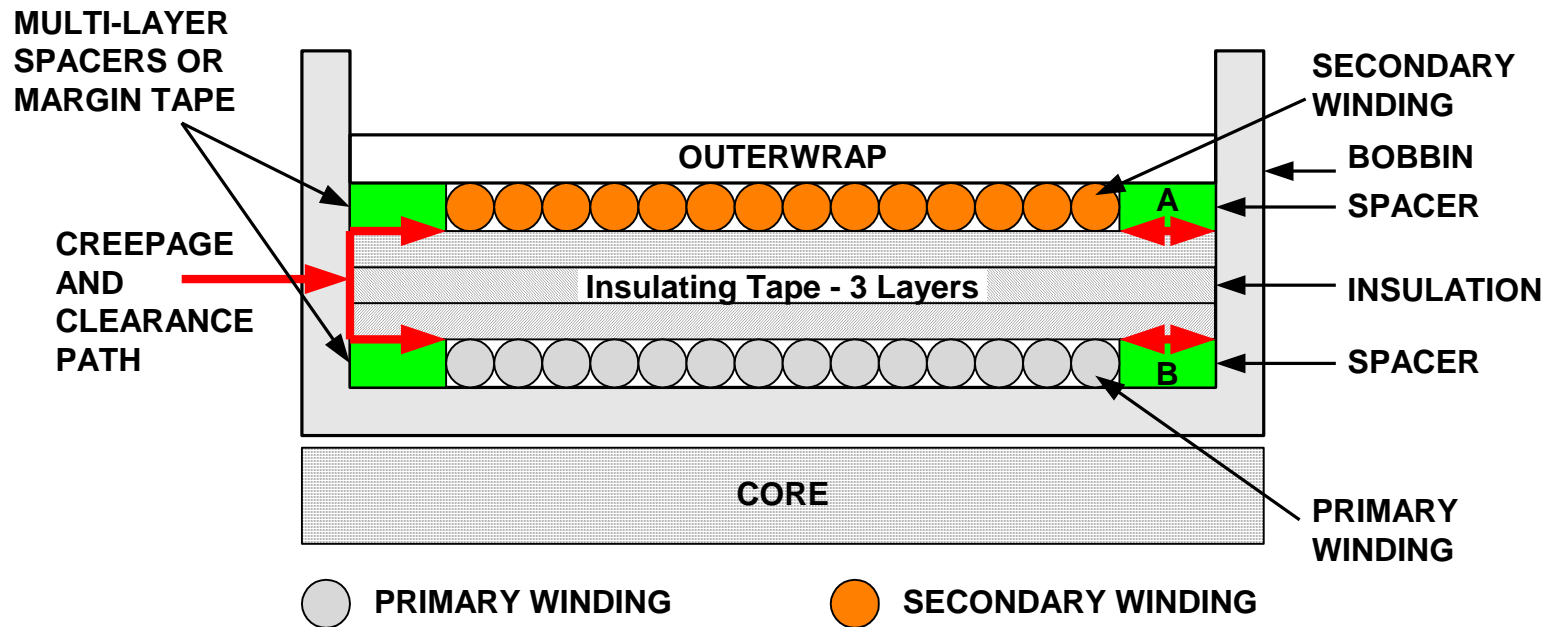 MULTI-LAYER
SPACERS OR
MARGIN TAPE
SECONDARY
WINDING
OUTERWRAP
BOBBIN
A
SPACER
CREEPAGE
AND
CLEARANCE
PATH
Insulating Tape - 3 Layers
INSULATION
B
SPACER
CORE
PRIMARY
WINDING
PRIMARY WINDING
SECONDARY WINDING